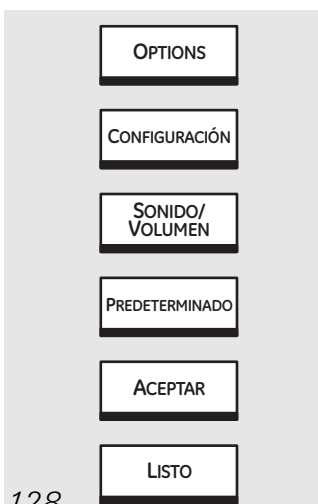 OPTIONS
CONFIGURACIÓN
SONIDO/
VOLUMEN
PREDETERMINADO
ACEPTAR
LISTO
128